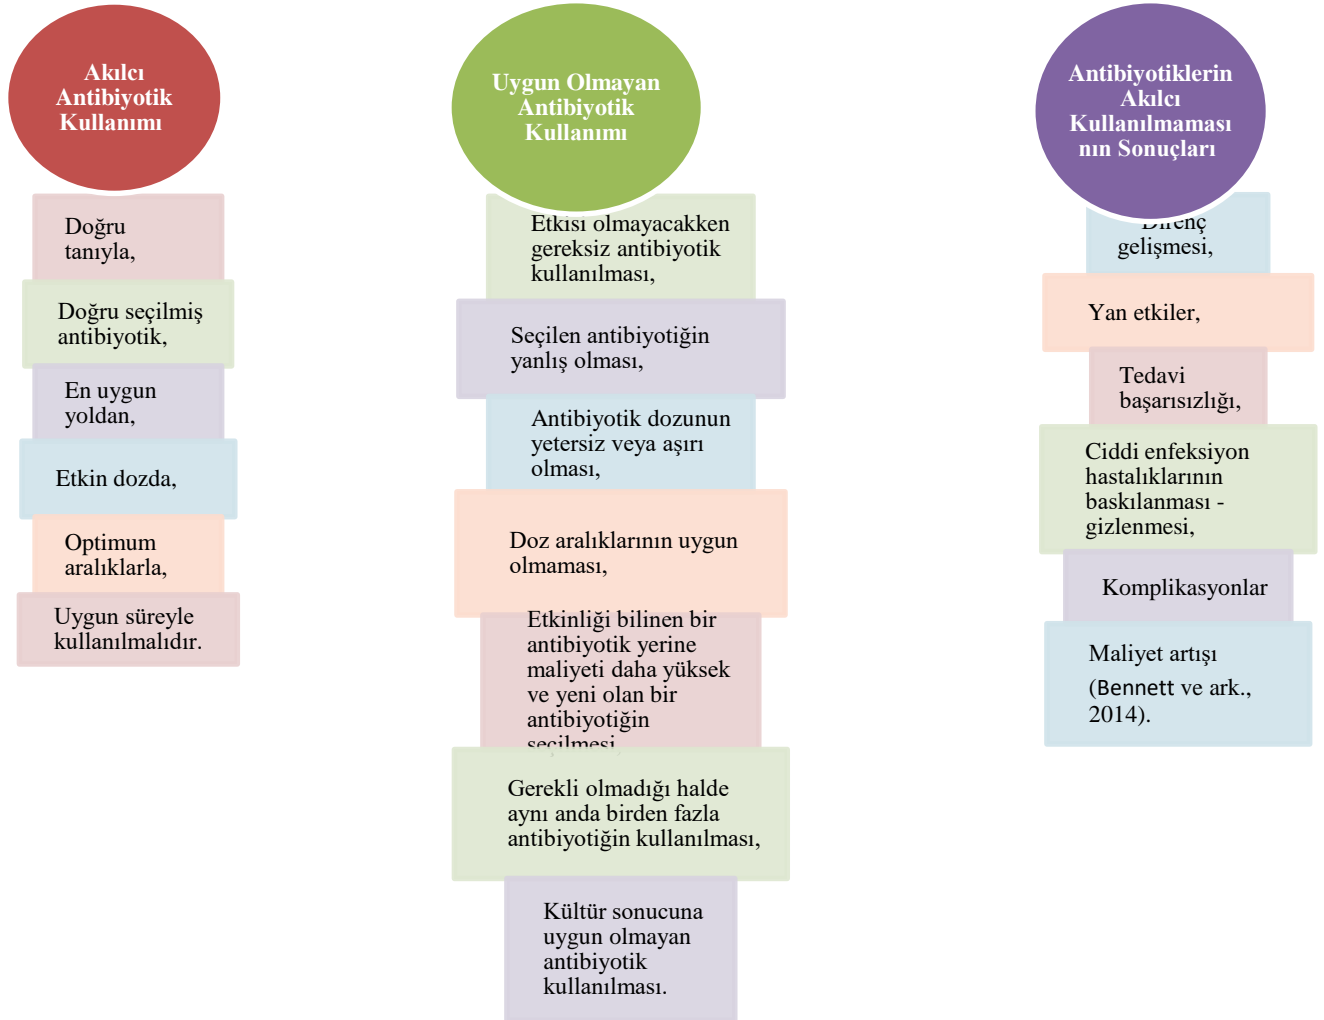 Akılcı
Antibiyotik
Kullanımı
Doğru
tanıyla,
Doğru seçilmiş
antibiyotik,
En uygun
yoldan,
Etkin dozda,
Optimum
aralıklarla,
Uygun süreyle
kullanılmalıdır.
Uygun Olmayan
Antibiyotik
Kullanımı
Etkisi olmayacakken
gereksiz antibiyotik
kullanılması,
Seçilen antibiyotiğin
yanlış olması,
Antibiyotik dozunun
yetersiz veya aşırı
olması,
Doz aralıklarının uygun
olmaması,
Etkinliği bilinen bir
antibiyotik yerine
maliyeti daha yüksek
ve yeni olan bir
antibiyotiğin
seçilmesi,
Gerekli olmadığı halde
aynı anda birden fazla
antibiyotiğin kullanılması,
Kültür sonucuna
uygun olmayan
antibiyotik
kullanılması.
Antibiyotiklerin
Akılcı
Kullanılmaması
nın Sonuçları
Direnç
gelişmesi,
Yan etkiler,
Tedavi
başarısızlığı,
Ciddi enfeksiyon
hastalıklarının
baskılanması -
gizlenmesi,
Komplikasyonlar
Maliyet artışı
(Bennett ve ark.,
2014).